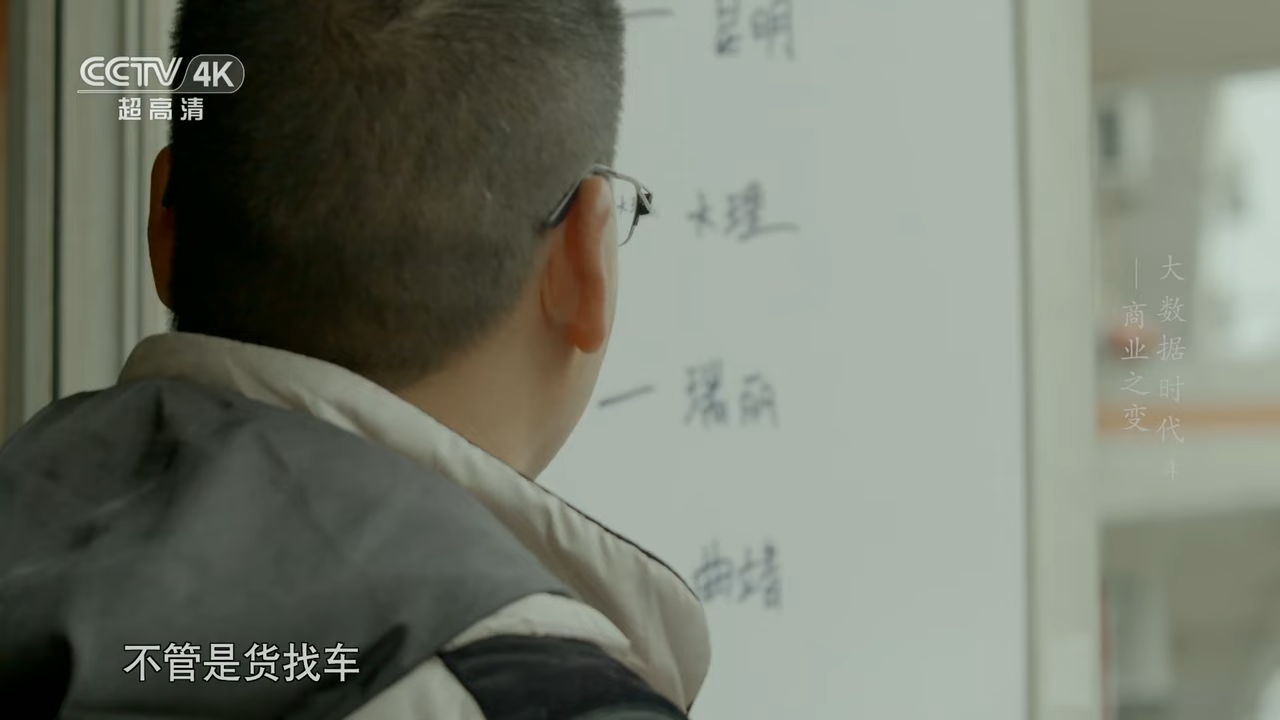 CCTV 4K
超高清
昆明
大理
瑞丽
曲靖
大数据时代 4
—商业之变
不管是货找车